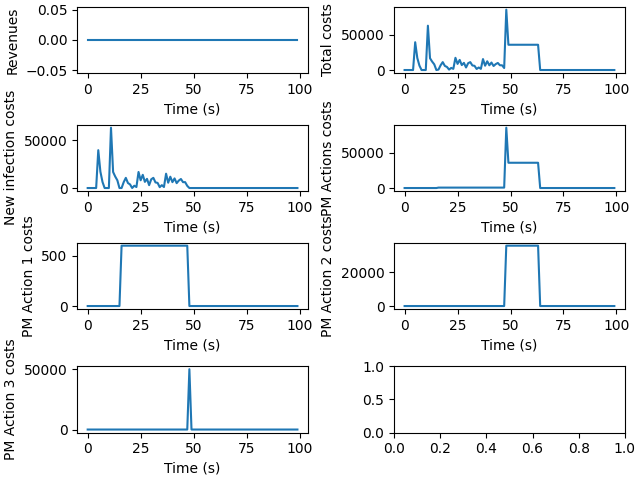 Revenues
0.05
0.00
−0.05
0 25 50 75 100
Time (s)
Total costs
50000
0
0 25 50 75 100
Time (s)
New infection costs
50000
0
0 25 50 75 100
Time (s)
PM Actions costs
50000
0
0 25 50 75 100
Time (s)
PM Action 1 costs
500
0
0 25 50 75 100
Time (s)
PM Action 2 costs
20000
0
0 25 50 75 100
Time (s)
PM Action 3 costs
50000
0
0 25 50 75 100
Time (s)
1.0
0.5
0.0
0.0 0.2 0.4 0.6 0.8 1.0